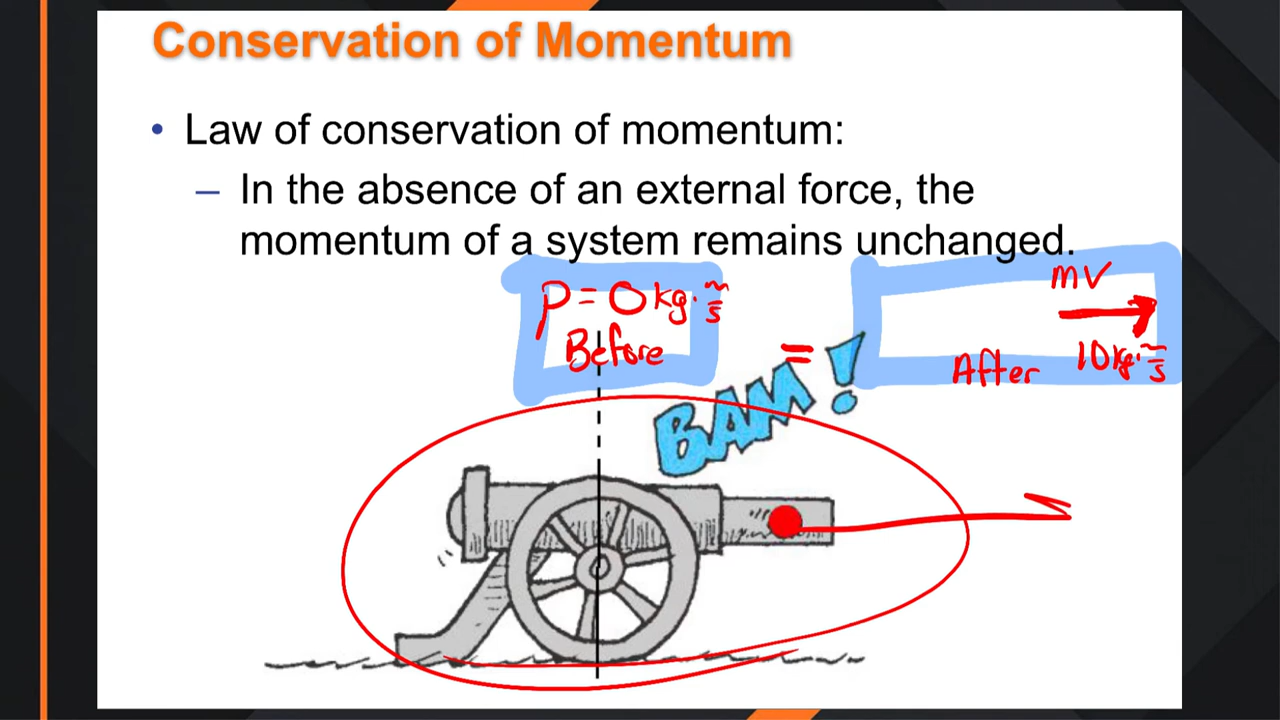 Conservation of Momentum
• Law of conservation of momentum:
– In the absence of an external force, the
momentum of a system remains unchanged.
p = 0 kg · m/s
Before
=
mV
10 kg · m/s
After
BAM!